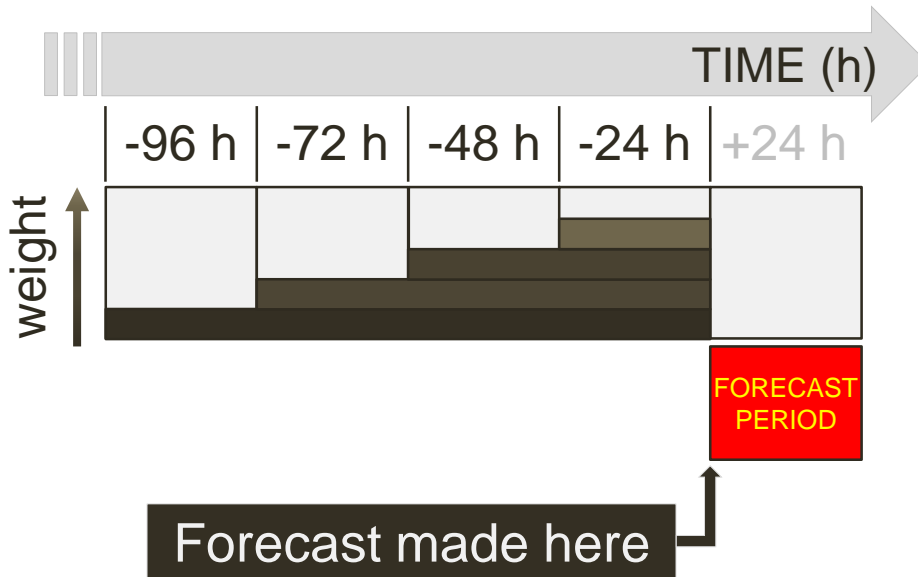 TIME (h)
-96 h
-72 h
-48 h
-24 h
+24 h
weight
FORECAST
PERIOD
Forecast made here